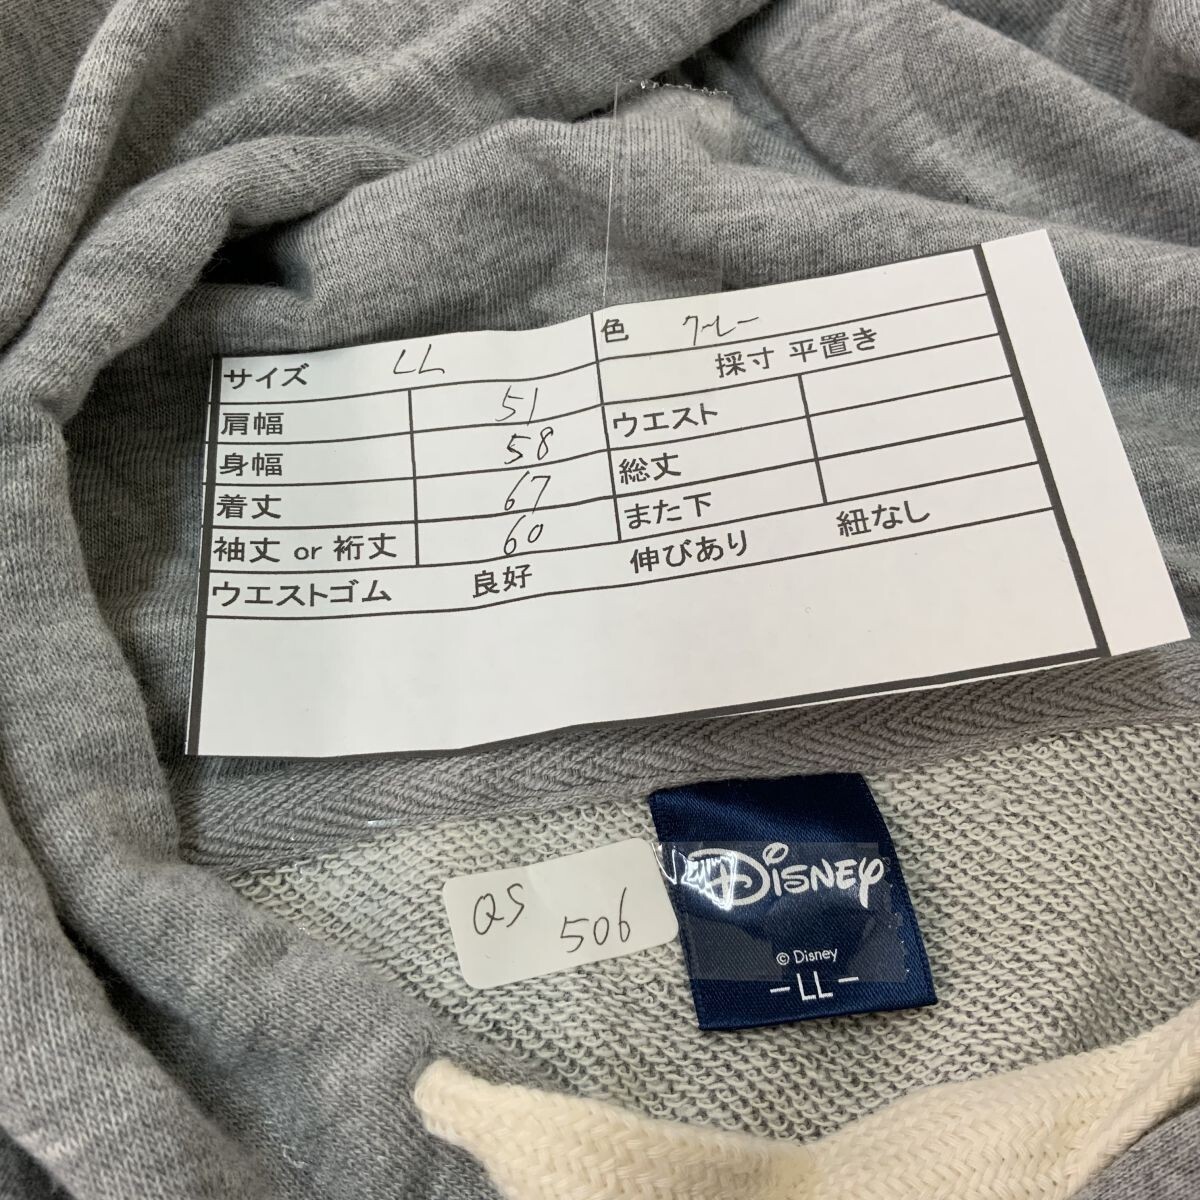 サイズ LL 色 グレー
採寸 平置き
肩幅 51 ウエスト
身幅 58 総丈
着丈 67 また下
袖丈 or 裄丈 60
ウエストゴム 良好 伸びあり 紐なし
QS 506
DISNEY
© Disney
-LL-